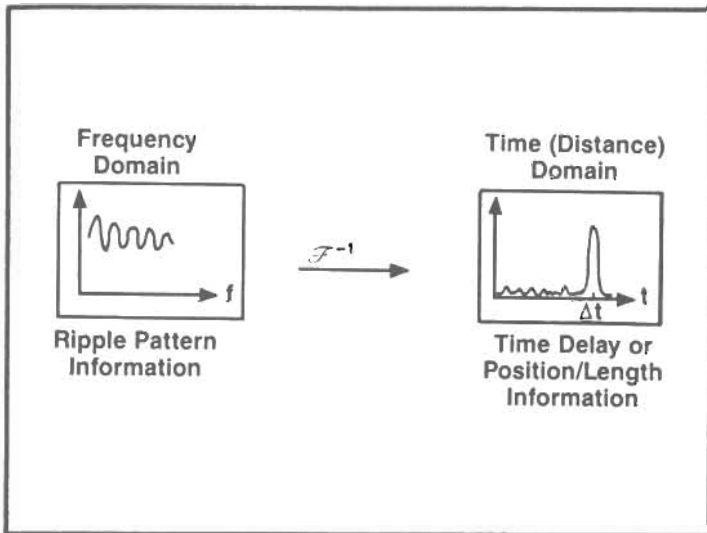 Frequency
Domain
f
Ripple Pattern
Information
ℱ⁻¹
Time (Distance)
Domain
t
Δt
Time Delay or
Position/Length
Information